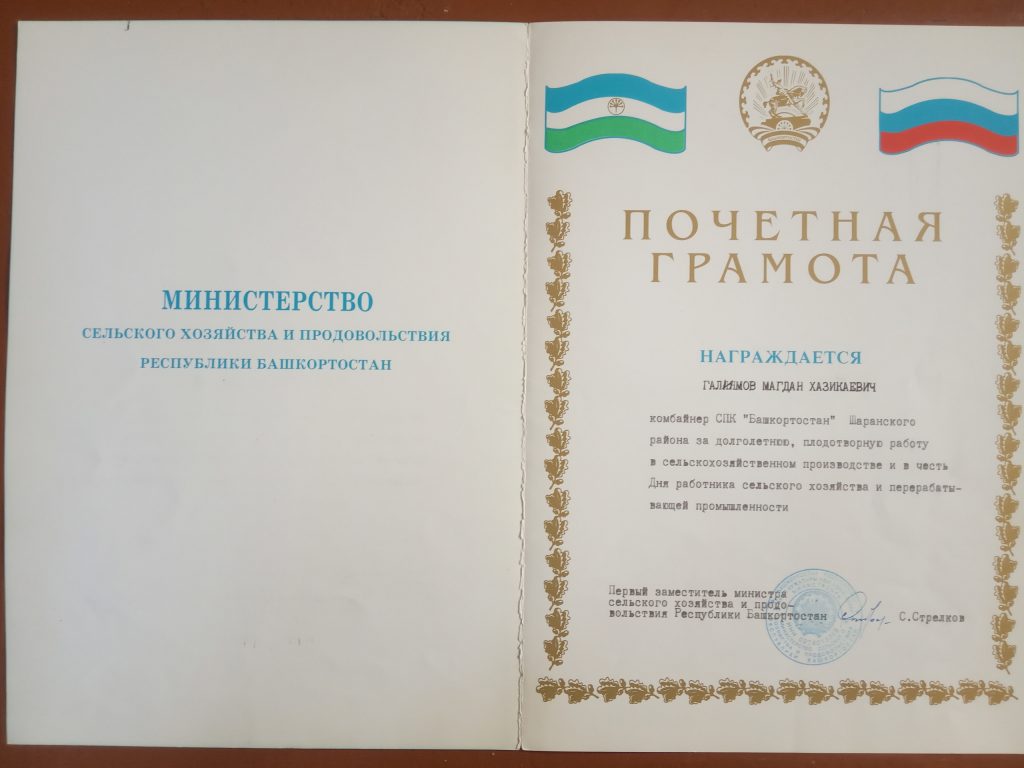 МИНИСТЕРСТВО
СЕЛЬСКОГО ХОЗЯЙСТВА И ПРОДОВОЛЬСТВИЯ
РЕСПУБЛИКИ БАШКОРТОСТАН
ПОЧЕТНАЯ
ГРАМОТА
НАГРАЖДАЕТСЯ
ГАЛЯМОВ МАГДАН ХАЗИКАЕВИЧ
комбайнер СПК "Башкортостан" Шаранского
района за долголетнюю, плодотворную работу
в сельскохозяйственном производстве и в честь
Дня работника сельского хозяйства и перерабаты-
вающей промышленности
Первый заместитель министра
сельского хозяйства и продо-
вольствия Республики Башкортостан С.Стрелков